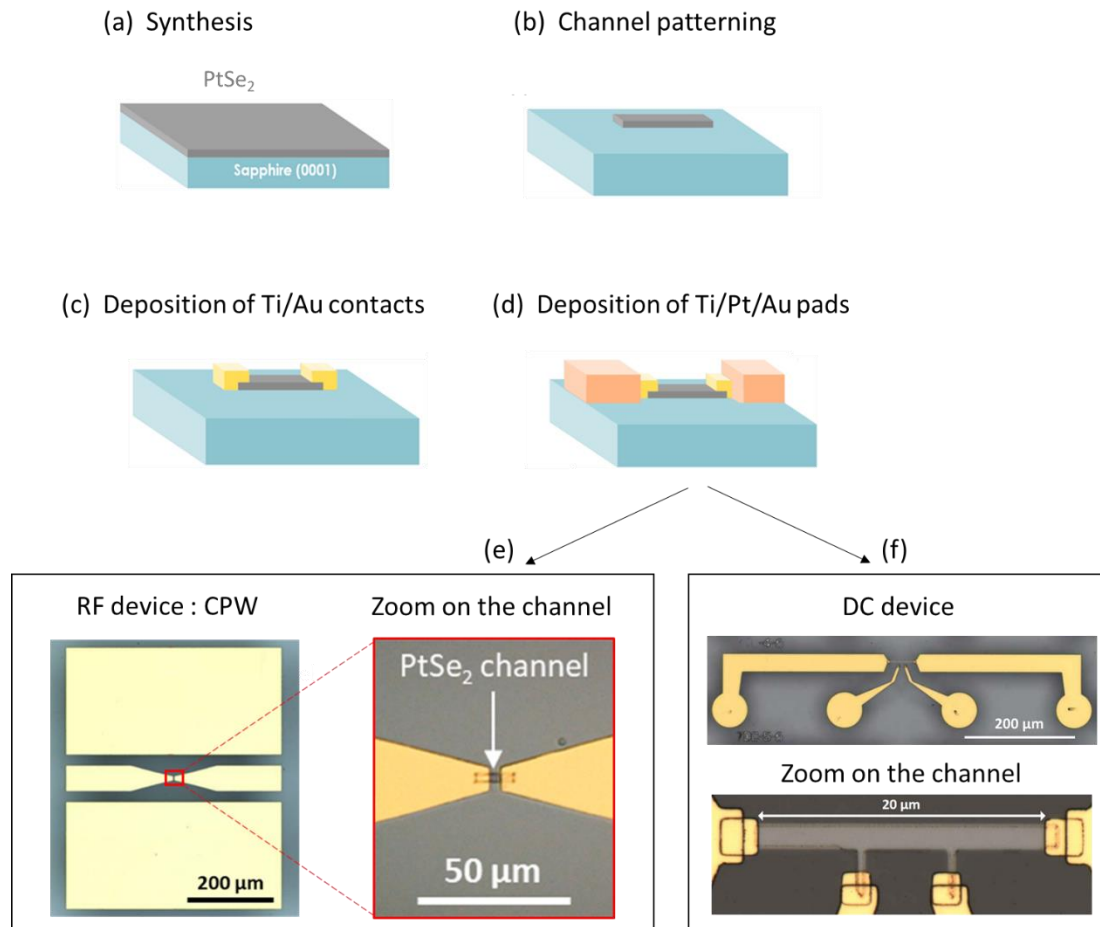 (a) Synthesis
(b) Channel patterning
PtSe₂
Sapphire (0001)
(c) Deposition of Ti/Au contacts
(d) Deposition of Ti/Pt/Au pads
(e)
(f)
RF device : CPW
Zoom on the channel
DC device
PtSe₂ channel
200 µm
50 µm
200 µm
Zoom on the channel
20 µm